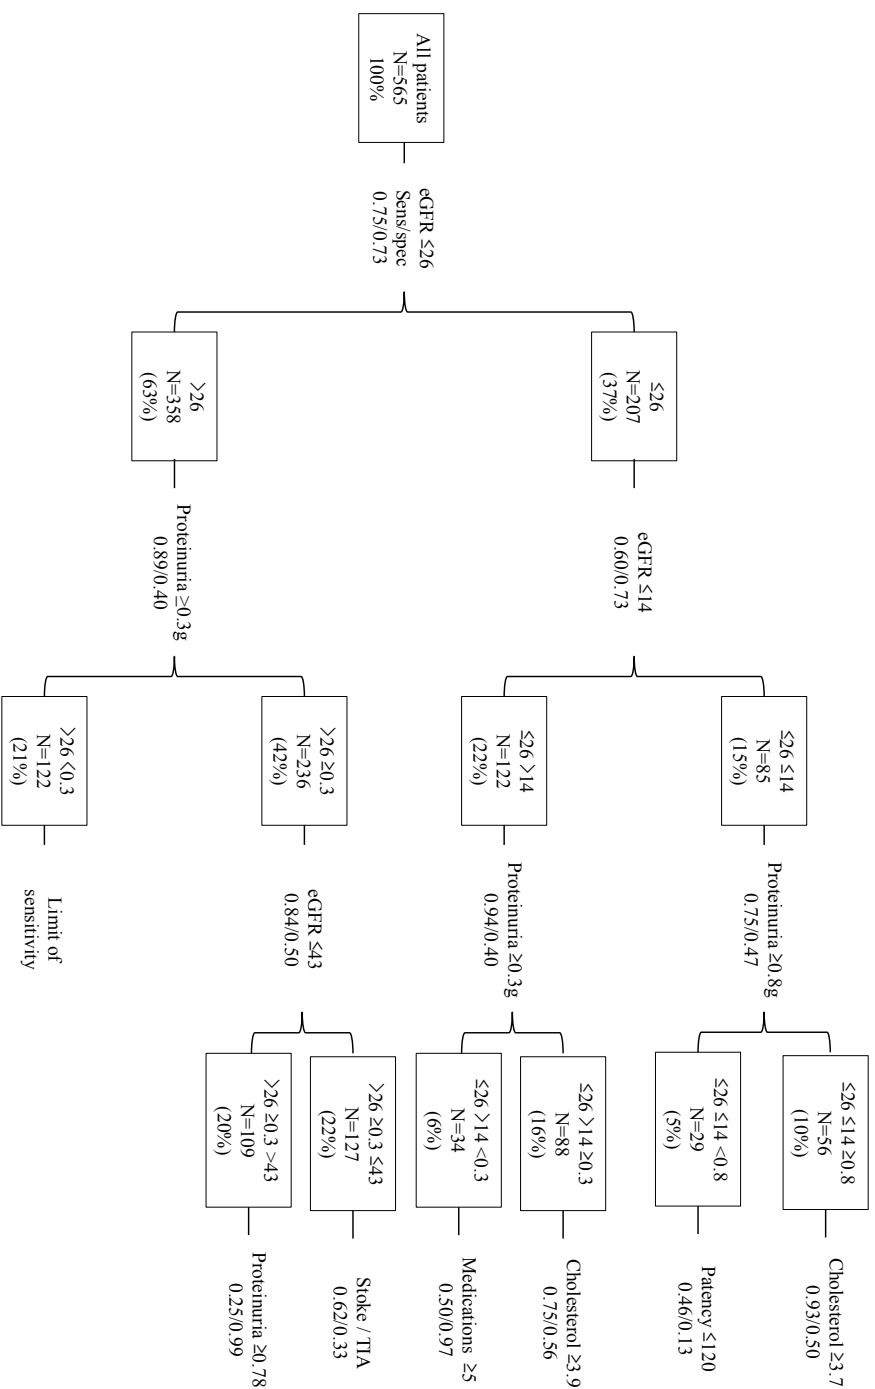 All patients
N=565
100%
eGFR ≤26
Sens/spec
0.75/0.73
≤26
N=207
(37%)
>26
N=358
(63%)
eGFR ≤14
0.60/0.73
Proteinuria ≥0.3g
0.89/0.40
≤26 ≤14
N=85
(15%)
≤26 >14
N=122
(22%)
>26 ≥0.3
N=236
(42%)
>26 <0.3
N=122
(21%)
Proteinuria ≥0.8g
0.75/0.47
Proteinuria ≥0.3g
0.94/0.40
eGFR ≤43
0.84/0.50
Limit of
sensitivity
≤26 ≤14 ≥0.8
N=56
(10%)
≤26 ≤14 <0.8
N=29
(5%)
≤26 >14 ≥0.3
N=88
(16%)
≤26 >14 <0.3
N=34
(6%)
>26 ≥0.3 ≤43
N=127
(22%)
>26 ≥0.3 >43
N=109
(20%)
Cholesterol ≥3.7
0.93/0.50
Patency ≤120
0.46/0.13
Cholesterol ≥3.9
0.75/0.56
Medications ≥5
0.50/0.97
Stoke / TIA
0.62/0.33
Proteinuria ≥0.78
0.25/0.99